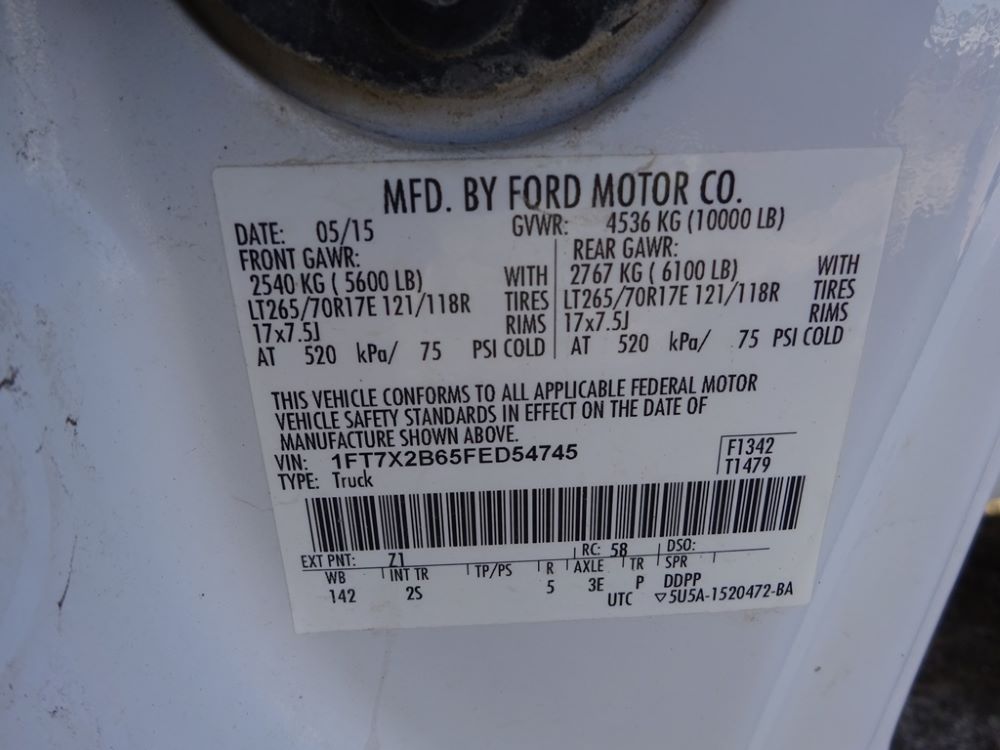 MFD. BY FORD MOTOR CO.
DATE: 05/15 GVWR: 4536 KG (10000 LB)
FRONT GAWR: REAR GAWR:
2540 KG ( 5600 LB) WITH 2767 KG ( 6100 LB) WITH
LT265/70R17E 121/118R TIRES LT265/70R17E 121/118R TIRES
17x7.5J RIMS 17x7.5J RIMS
AT 520 kPa/ 75 PSI COLD AT 520 kPa/ 75 PSI COLD
THIS VEHICLE CONFORMS TO ALL APPLICABLE FEDERAL MOTOR
VEHICLE SAFETY STANDARDS IN EFFECT ON THE DATE OF
MANUFACTURE SHOWN ABOVE.
VIN: 1FT7X2B65FED54745 F1342
TYPE: Truck T1479
EXT PNT: Z1 RC: 58 DSO:
WB INT TR TP/PS R AXLE TR SPR
142 2S 5 3E P DDPP
UTC ▽5U5A-1520472-BA